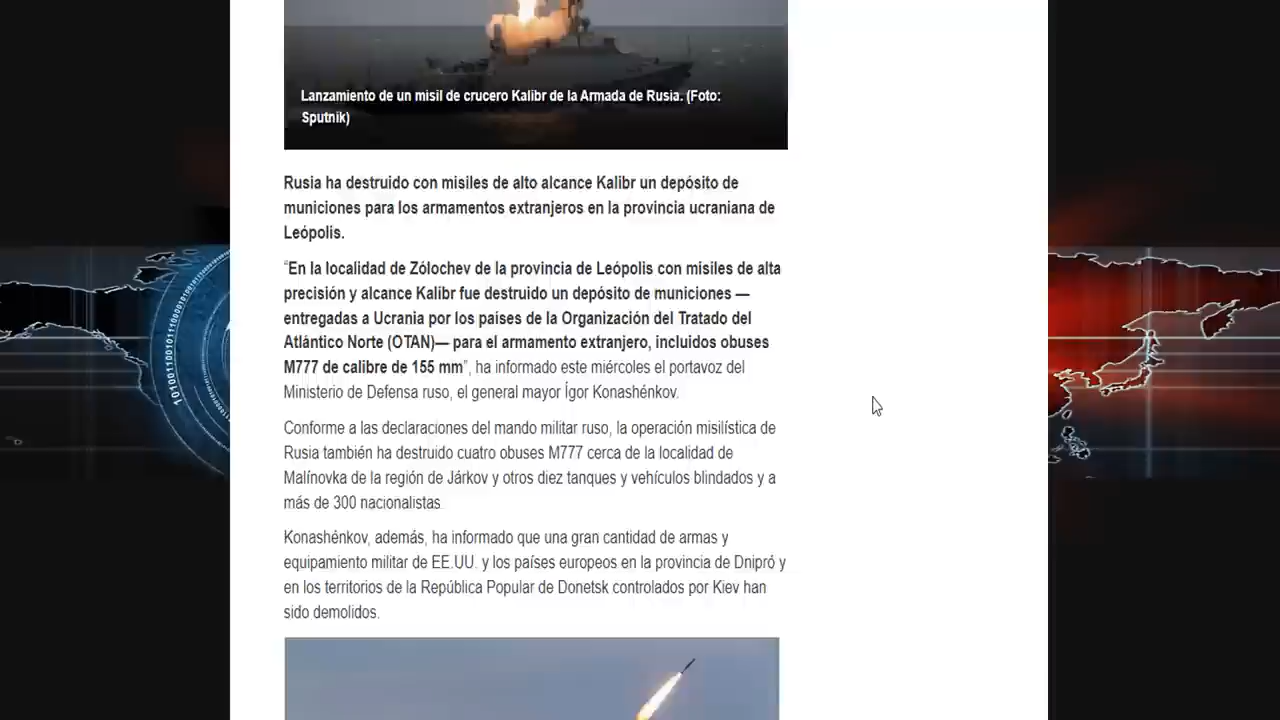 Lanzamiento de un misil de crucero Kalibr de la Armada de Rusia. (Foto:
Sputnik)
Rusia ha destruido con misiles de alto alcance Kalibr un depósito de
municiones para los armamentos extranjeros en la provincia ucraniana de
Leópolis.
“En la localidad de Zólochev de la provincia de Leópolis con misiles de alta
precisión y alcance Kalibr fue destruido un depósito de municiones —
entregadas a Ucrania por los países de la Organización del Tratado del
Atlántico Norte (OTAN)— para el armamento extranjero, incluidos obuses
M777 de calibre de 155 mm”, ha informado este miércoles el portavoz del
Ministerio de Defensa ruso, el general mayor Ígor Konashénkov.
Conforme a las declaraciones del mando militar ruso, la operación misilística de
Rusia también ha destruido cuatro obuses M777 cerca de la localidad de
Malínovka de la región de Járkov y otros diez tanques y vehículos blindados y a
más de 300 nacionalistas.
Konashénkov, además, ha informado que una gran cantidad de armas y
equipamiento militar de EE.UU. y los países europeos en la provincia de Dnipró y
en los territorios de la República Popular de Donetsk controlados por Kiev han
sido demolidos.